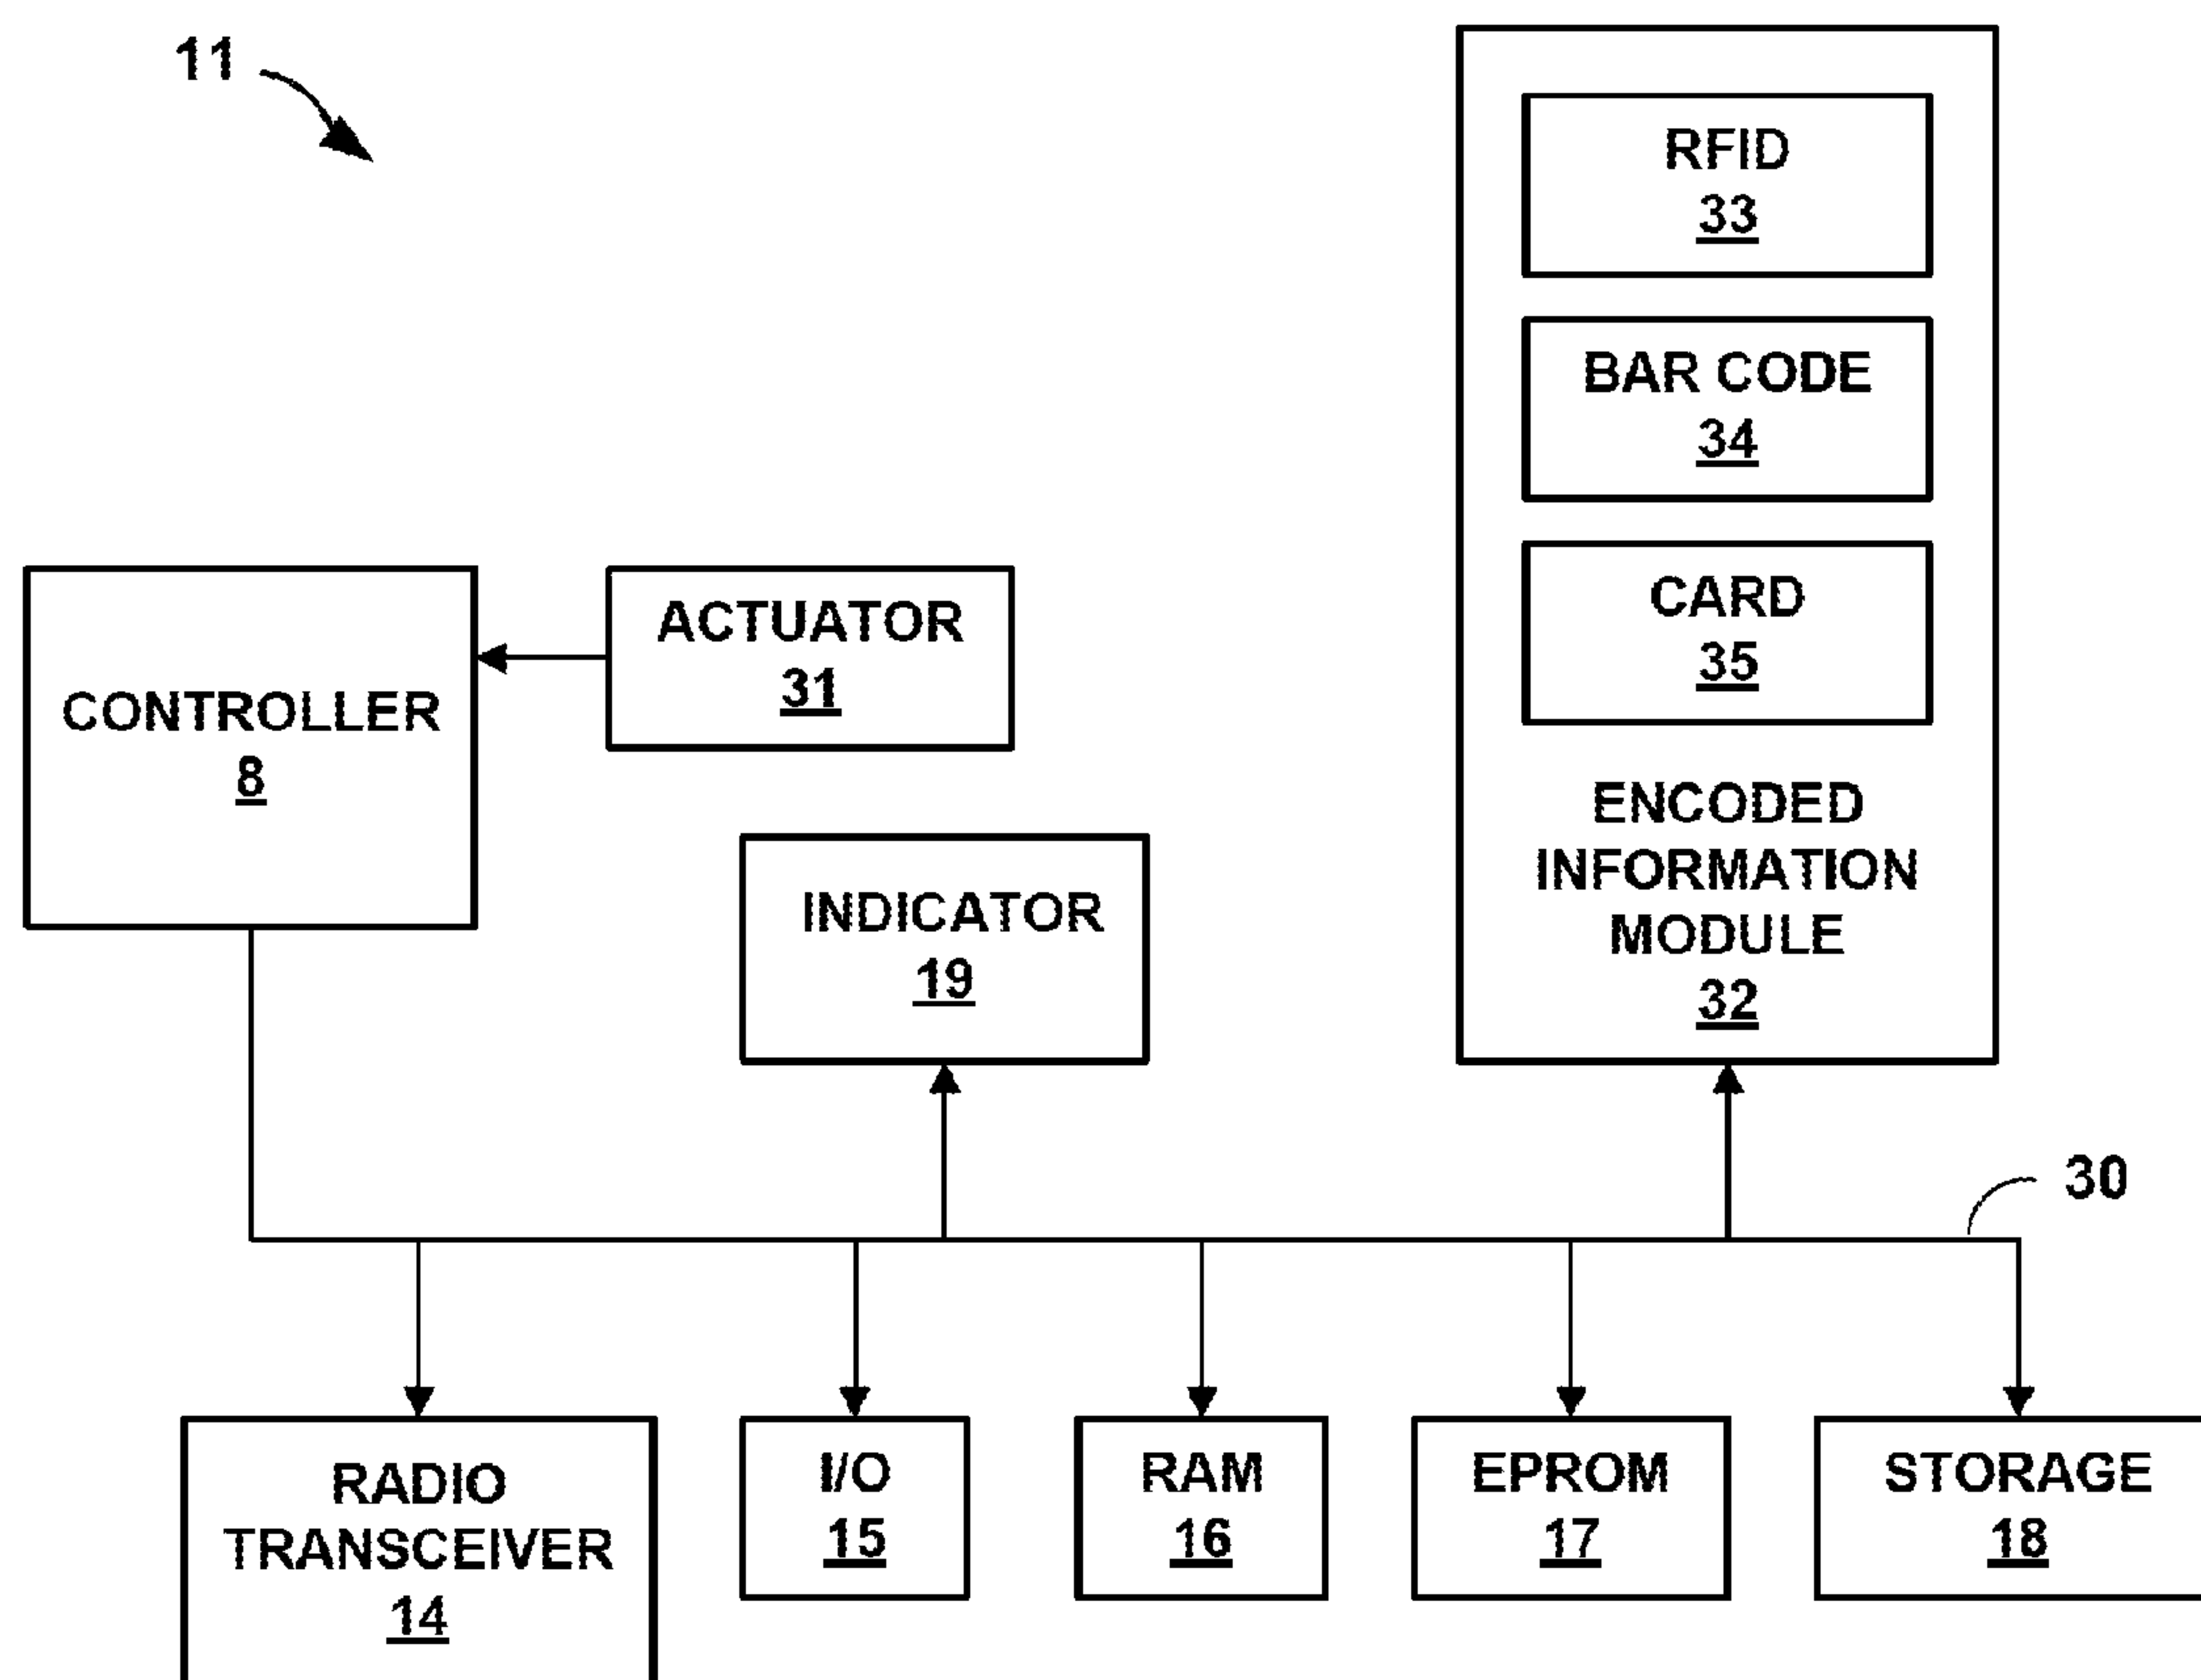 11
RFID
33
BAR CODE
34
CARD
35
ENCODED
INFORMATION
MODULE
32
ACTUATOR
31
CONTROLLER
8
INDICATOR
19
30
RADIO
TRANSCEIVER
14
I/O
15
RAM
16
EPROM
17
STORAGE
18